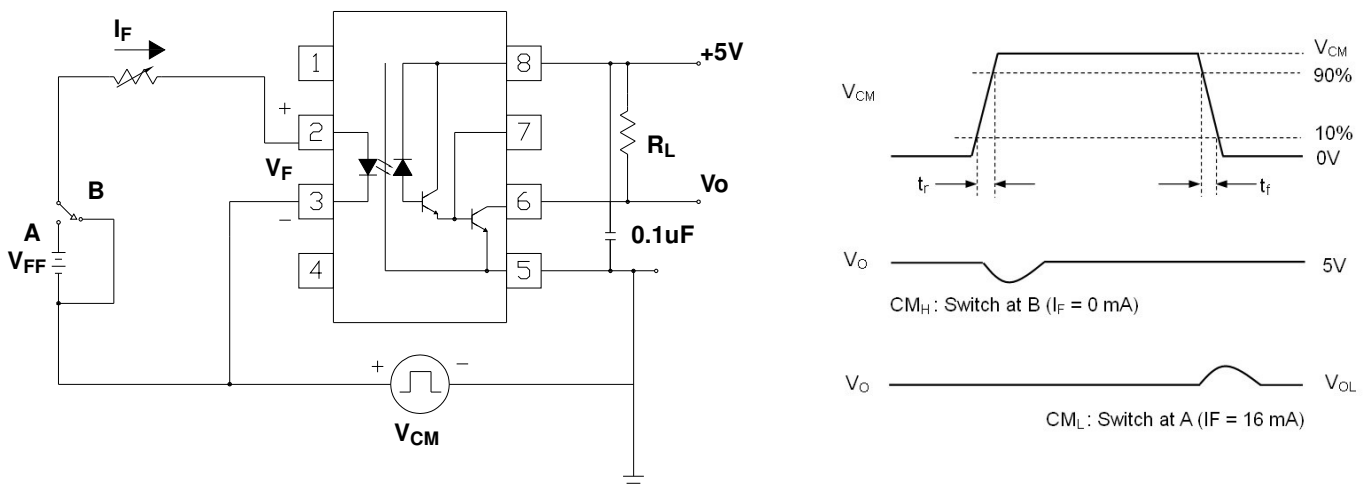 I_F
+
V_F
−
B
A
V_FF
1
2
3
4
8
7
6
5
+5V
R_L
Vo
0.1uF
+
−
V_CM
V_CM
V_CM
90%
10%
0V
t_r
t_f
V_O
5V
CM_H : Switch at B (I_F = 0 mA)
V_O
V_OL
CM_L : Switch at A (IF = 16 mA)